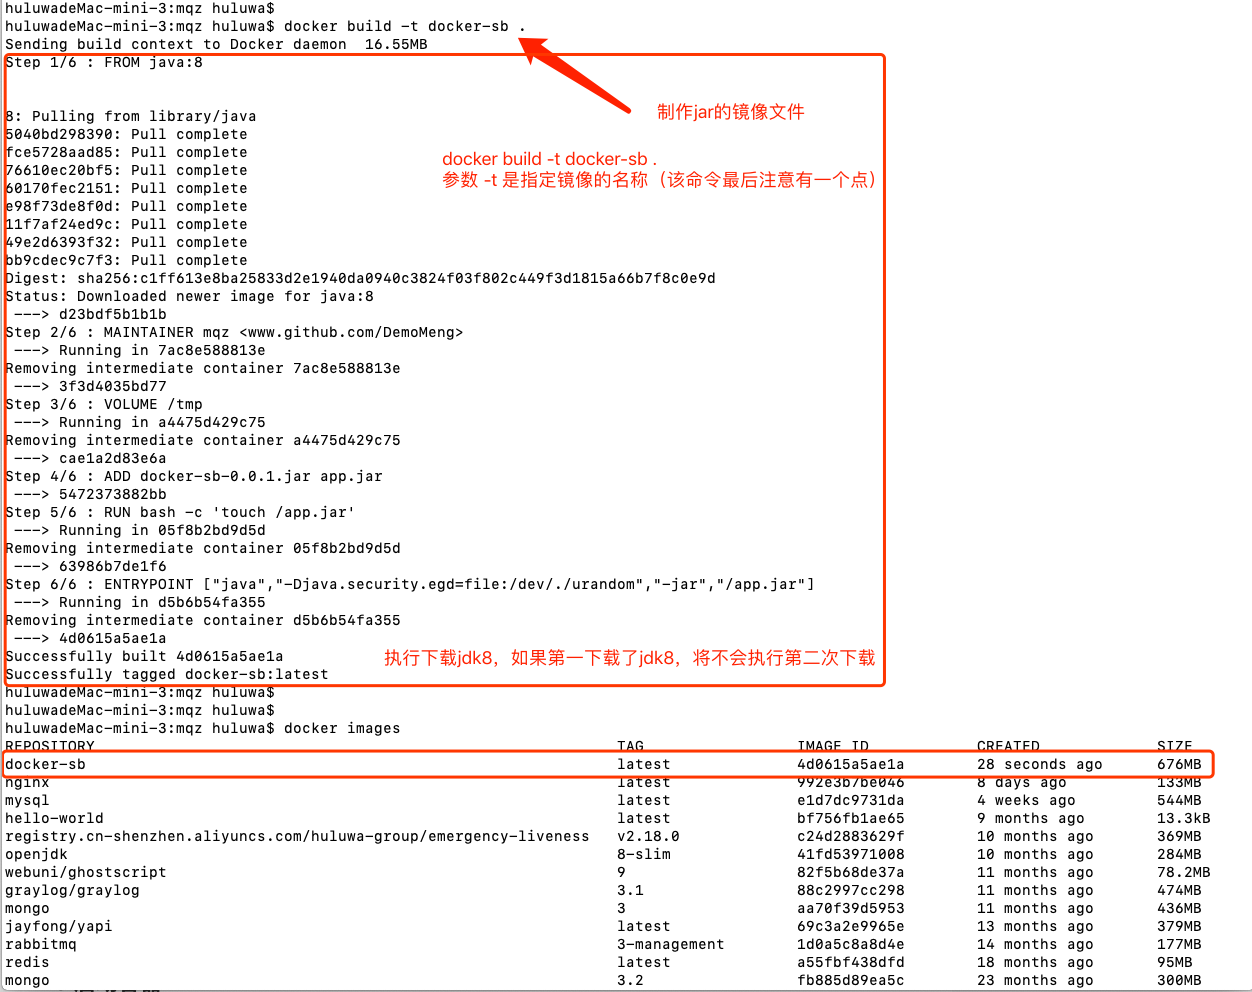 huluwadeMac-mini-3:mqz huluwa$
huluwadeMac-mini-3:mqz huluwa$ docker build -t docker-sb .
Sending build context to Docker daemon  16.55MB
Step 1/6 : FROM java:8
制作jar的镜像文件
8: Pulling from library/java
5040bd298390: Pull complete
fce5728aad85: Pull complete
docker build -t docker-sb .
76610ec20bf5: Pull complete
参数 -t 是指定镜像的名称（该命令最后注意有一个点）
60170fec2151: Pull complete
e98f73de8f0d: Pull complete
11f7af24ed9c: Pull complete
49e2d6393f32: Pull complete
bb9cdec9c7f3: Pull complete
Digest: sha256:c1ff613e8ba25833d2e1940da0940c3824f03f802c449f3d1815a66b7f8c0e9d
Status: Downloaded newer image for java:8
---> d23bdf5b1b1b
Step 2/6 : MAINTAINER mqz <www.github.com/DemoMeng>
---> Running in 7ac8e588813e
Removing intermediate container 7ac8e588813e
---> 3f3d4035bd77
Step 3/6 : VOLUME /tmp
---> Running in a4475d429c75
Removing intermediate container a4475d429c75
---> cae1a2d83e6a
Step 4/6 : ADD docker-sb-0.0.1.jar app.jar
---> 5472373882bb
Step 5/6 : RUN bash -c 'touch /app.jar'
---> Running in 05f8b2bd9d5d
Removing intermediate container 05f8b2bd9d5d
---> 63986b7de1f6
Step 6/6 : ENTRYPOINT ["java","-Djava.security.egd=file:/dev/./urandom","-jar","/app.jar"]
---> Running in d5b6b54fa355
Removing intermediate container d5b6b54fa355
---> 4d0615a5ae1a
Successfully built 4d0615a5ae1a
执行下载jdk8，如果第一下载了jdk8，将不会执行第二次下载
Successfully tagged docker-sb:latest
huluwadeMac-mini-3:mqz huluwa$
huluwadeMac-mini-3:mqz huluwa$
huluwadeMac-mini-3:mqz huluwa$ docker images
REPOSITORY TAG IMAGE ID CREATED SIZE
docker-sb latest 4d0615a5ae1a 28 seconds ago 676MB
nginx latest 992e3b7be046 8 days ago 133MB
mysql latest e1d7dc9731da 4 weeks ago 544MB
hello-world latest bf756fb1ae65 9 months ago 13.3kB
registry.cn-shenzhen.aliyuncs.com/huluwa-group/emergency-liveness v2.18.0 c24d2883629f 10 months ago 369MB
openjdk 8-slim 41fd53971008 10 months ago 284MB
webuni/ghostscript 9 82f5b68de37a 11 months ago 78.2MB
graylog/graylog 3.1 88c2997cc298 11 months ago 474MB
mongo 3 aa70f39d5953 11 months ago 436MB
jayfong/yapi latest 69c3a2e9965e 13 months ago 379MB
rabbitmq 3-management 1d0a5c8a8d4e 14 months ago 177MB
redis latest a55fbf438dfd 18 months ago 95MB
mongo 3.2 fb885d89ea5c 23 months ago 300MB